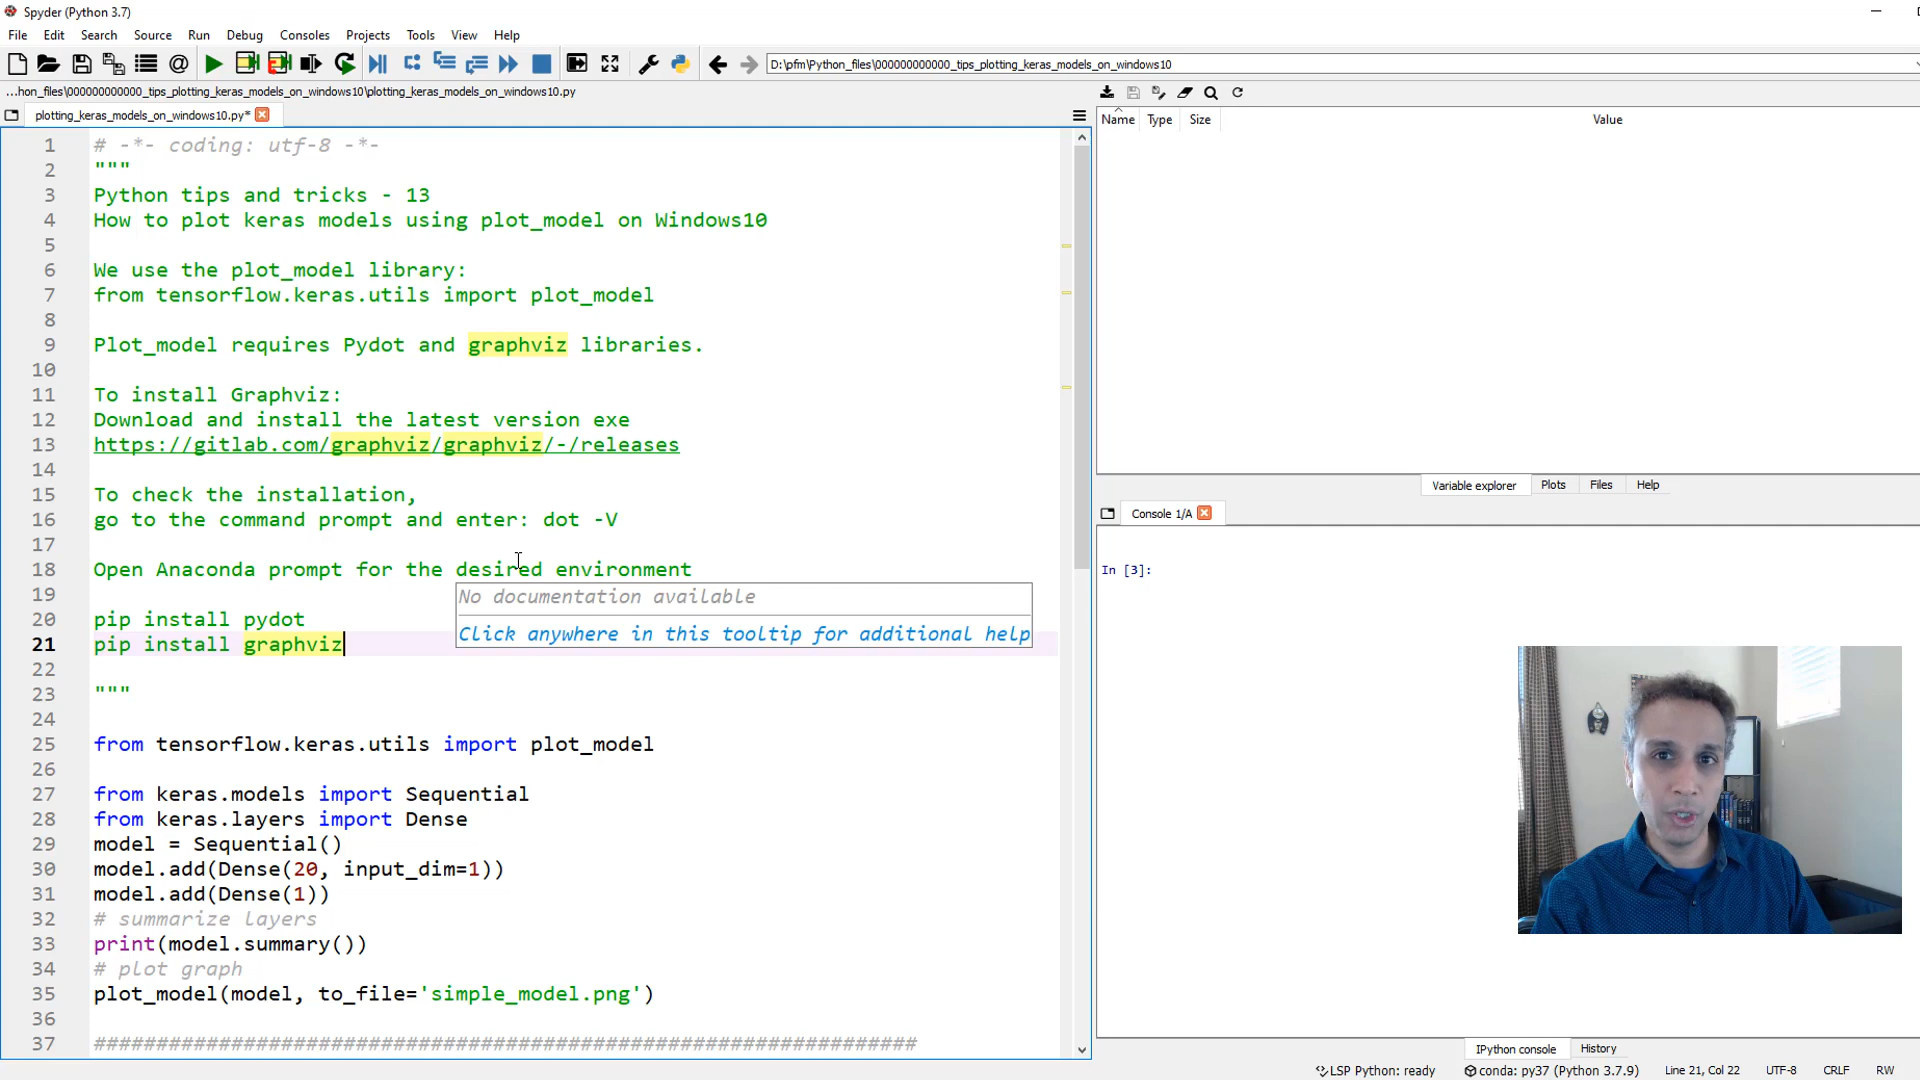 Spyder (Python 3.7)
File Edit Search Source Run Debug Consoles Projects Tools View Help
D:\pfm\Python_files\000000000000_tips_plotting_keras_models_on_windows10
...hon_files\000000000000_tips_plotting_keras_models_on_windows10\plotting_keras_models_on_windows10.py
plotting_keras_models_on_windows10.py*
1 # -*- coding: utf-8 -*-
2 """
3 Python tips and tricks - 13
4 How to plot keras models using plot_model on Windows10
5
6 We use the plot_model library:
7 from tensorflow.keras.utils import plot_model
8
9 Plot_model requires Pydot and graphviz libraries.
10
11 To install Graphviz:
12 Download and install the latest version exe
13 https://gitlab.com/graphviz/graphviz/-/releases
14
15 To check the installation,
16 go to the command prompt and enter: dot -V
17
18 Open Anaconda prompt for the desired environment
19
No documentation available
20 pip install pydot
Click anywhere in this tooltip for additional help
21 pip install graphviz
22
23 """
24
25 from tensorflow.keras.utils import plot_model
26
27 from keras.models import Sequential
28 from keras.layers import Dense
29 model = Sequential()
30 model.add(Dense(20, input_dim=1))
31 model.add(Dense(1))
32 # summarize layers
33 print(model.summary())
34 # plot graph
35 plot_model(model, to_file='simple_model.png')
36
37 ##################################################################
Name Type Size Value
Variable explorer Plots Files Help
Console 1/A
In [3]:
IPython console History
LSP Python: ready conda: py37 (Python 3.7.9) Line 21, Col 22 UTF-8 CRLF RW